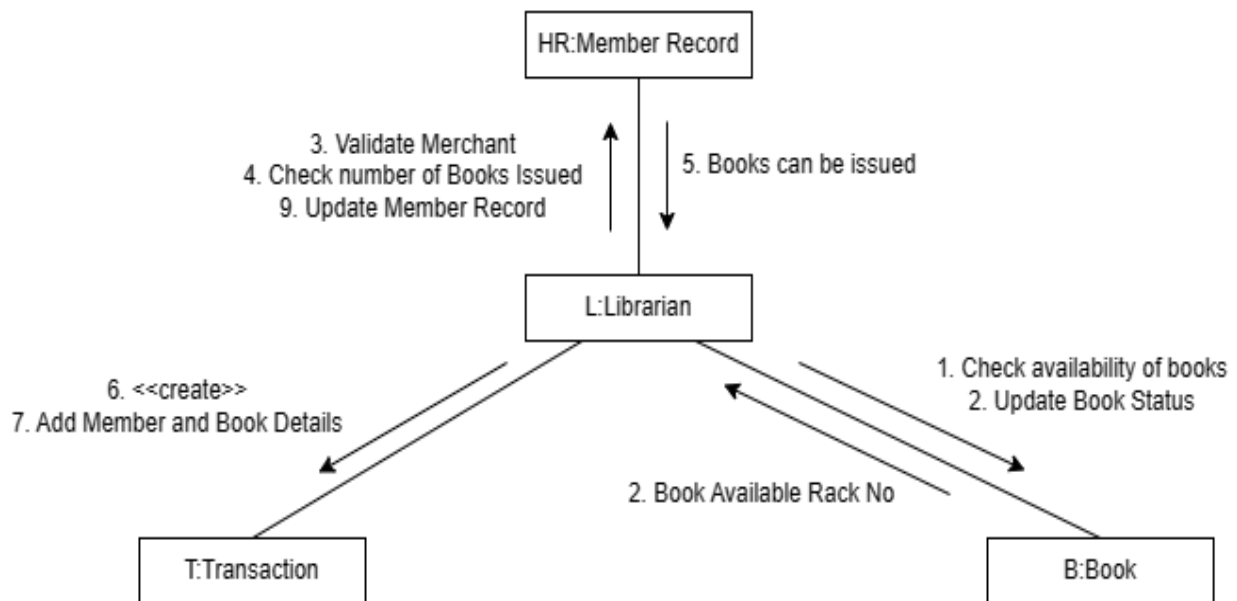 HR:Member Record
3. Validate Merchant
4. Check number of Books Issued
9. Update Member Record
5. Books can be issued
L:Librarian
6. <<create>>
7. Add Member and Book Details
1. Check availability of books
2. Update Book Status
2. Book Available Rack No
T:Transaction
B:Book